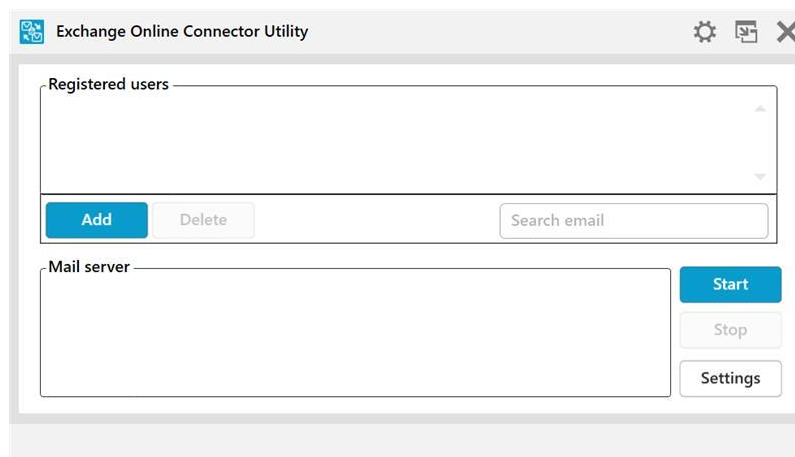 Exchange Online Connector Utility
Registered users
Add
Delete
Search email
Mail server
Start
Stop
Settings